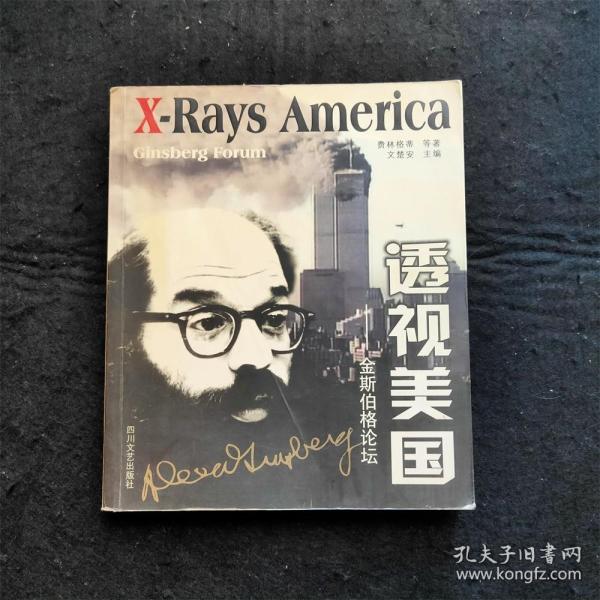 X-Rays America
Ginsberg Forum
费林格蒂 等著
文楚安 主编
透视美国
金斯伯格论坛
四川文艺出版社
孔夫子旧书网
www.kongfz.com